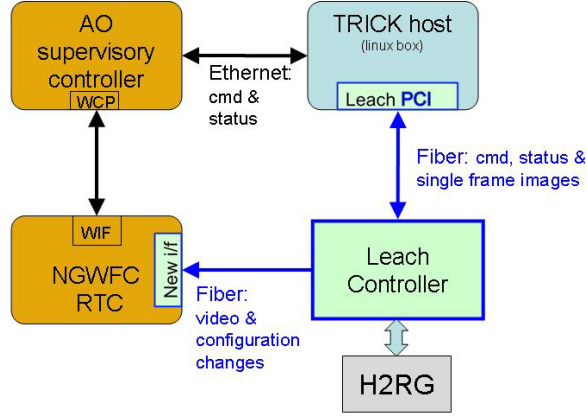 AO
supervisory
controller
WCP
Ethernet:
cmd &
status
TRICK host
(linux box)
Leach PCI
Fiber: cmd, status &
single frame images
WIF
NGWFC
RTC
New i/f
Fiber:
video &
configuration
changes
Leach
Controller
H2RG